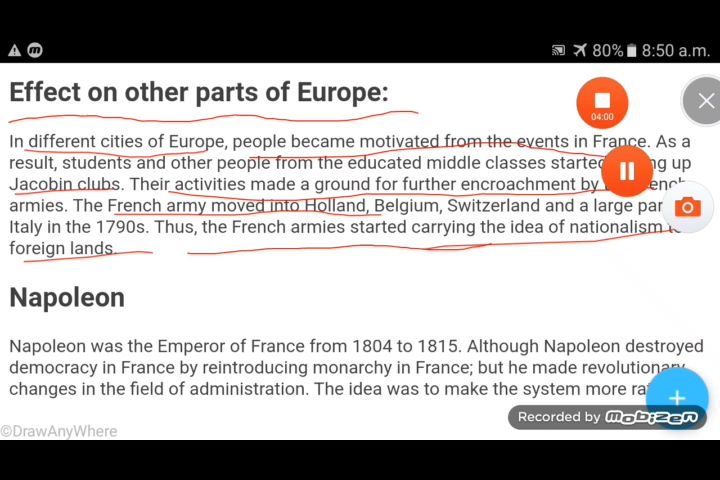 80% 8:50 a.m.
Effect on other parts of Europe:
04:00
In different cities of Europe, people became motivated from the events in France. As a
result, students and other people from the educated middle classes started up
Jacobin clubs. Their activities made a ground for further encroachment by
armies. The French army moved into Holland, Belgium, Switzerland and a large
Italy in the 1790s. Thus, the French armies started carrying the idea of nationalism
foreign lands.
Napoleon
Napoleon was the Emperor of France from 1804 to 1815. Although Napoleon destroyed
democracy in France by reintroducing monarchy in France; but he made revolutionary
changes in the field of administration. The idea was to make the system more
Recorded by mobizen
©DrawAnyWhere